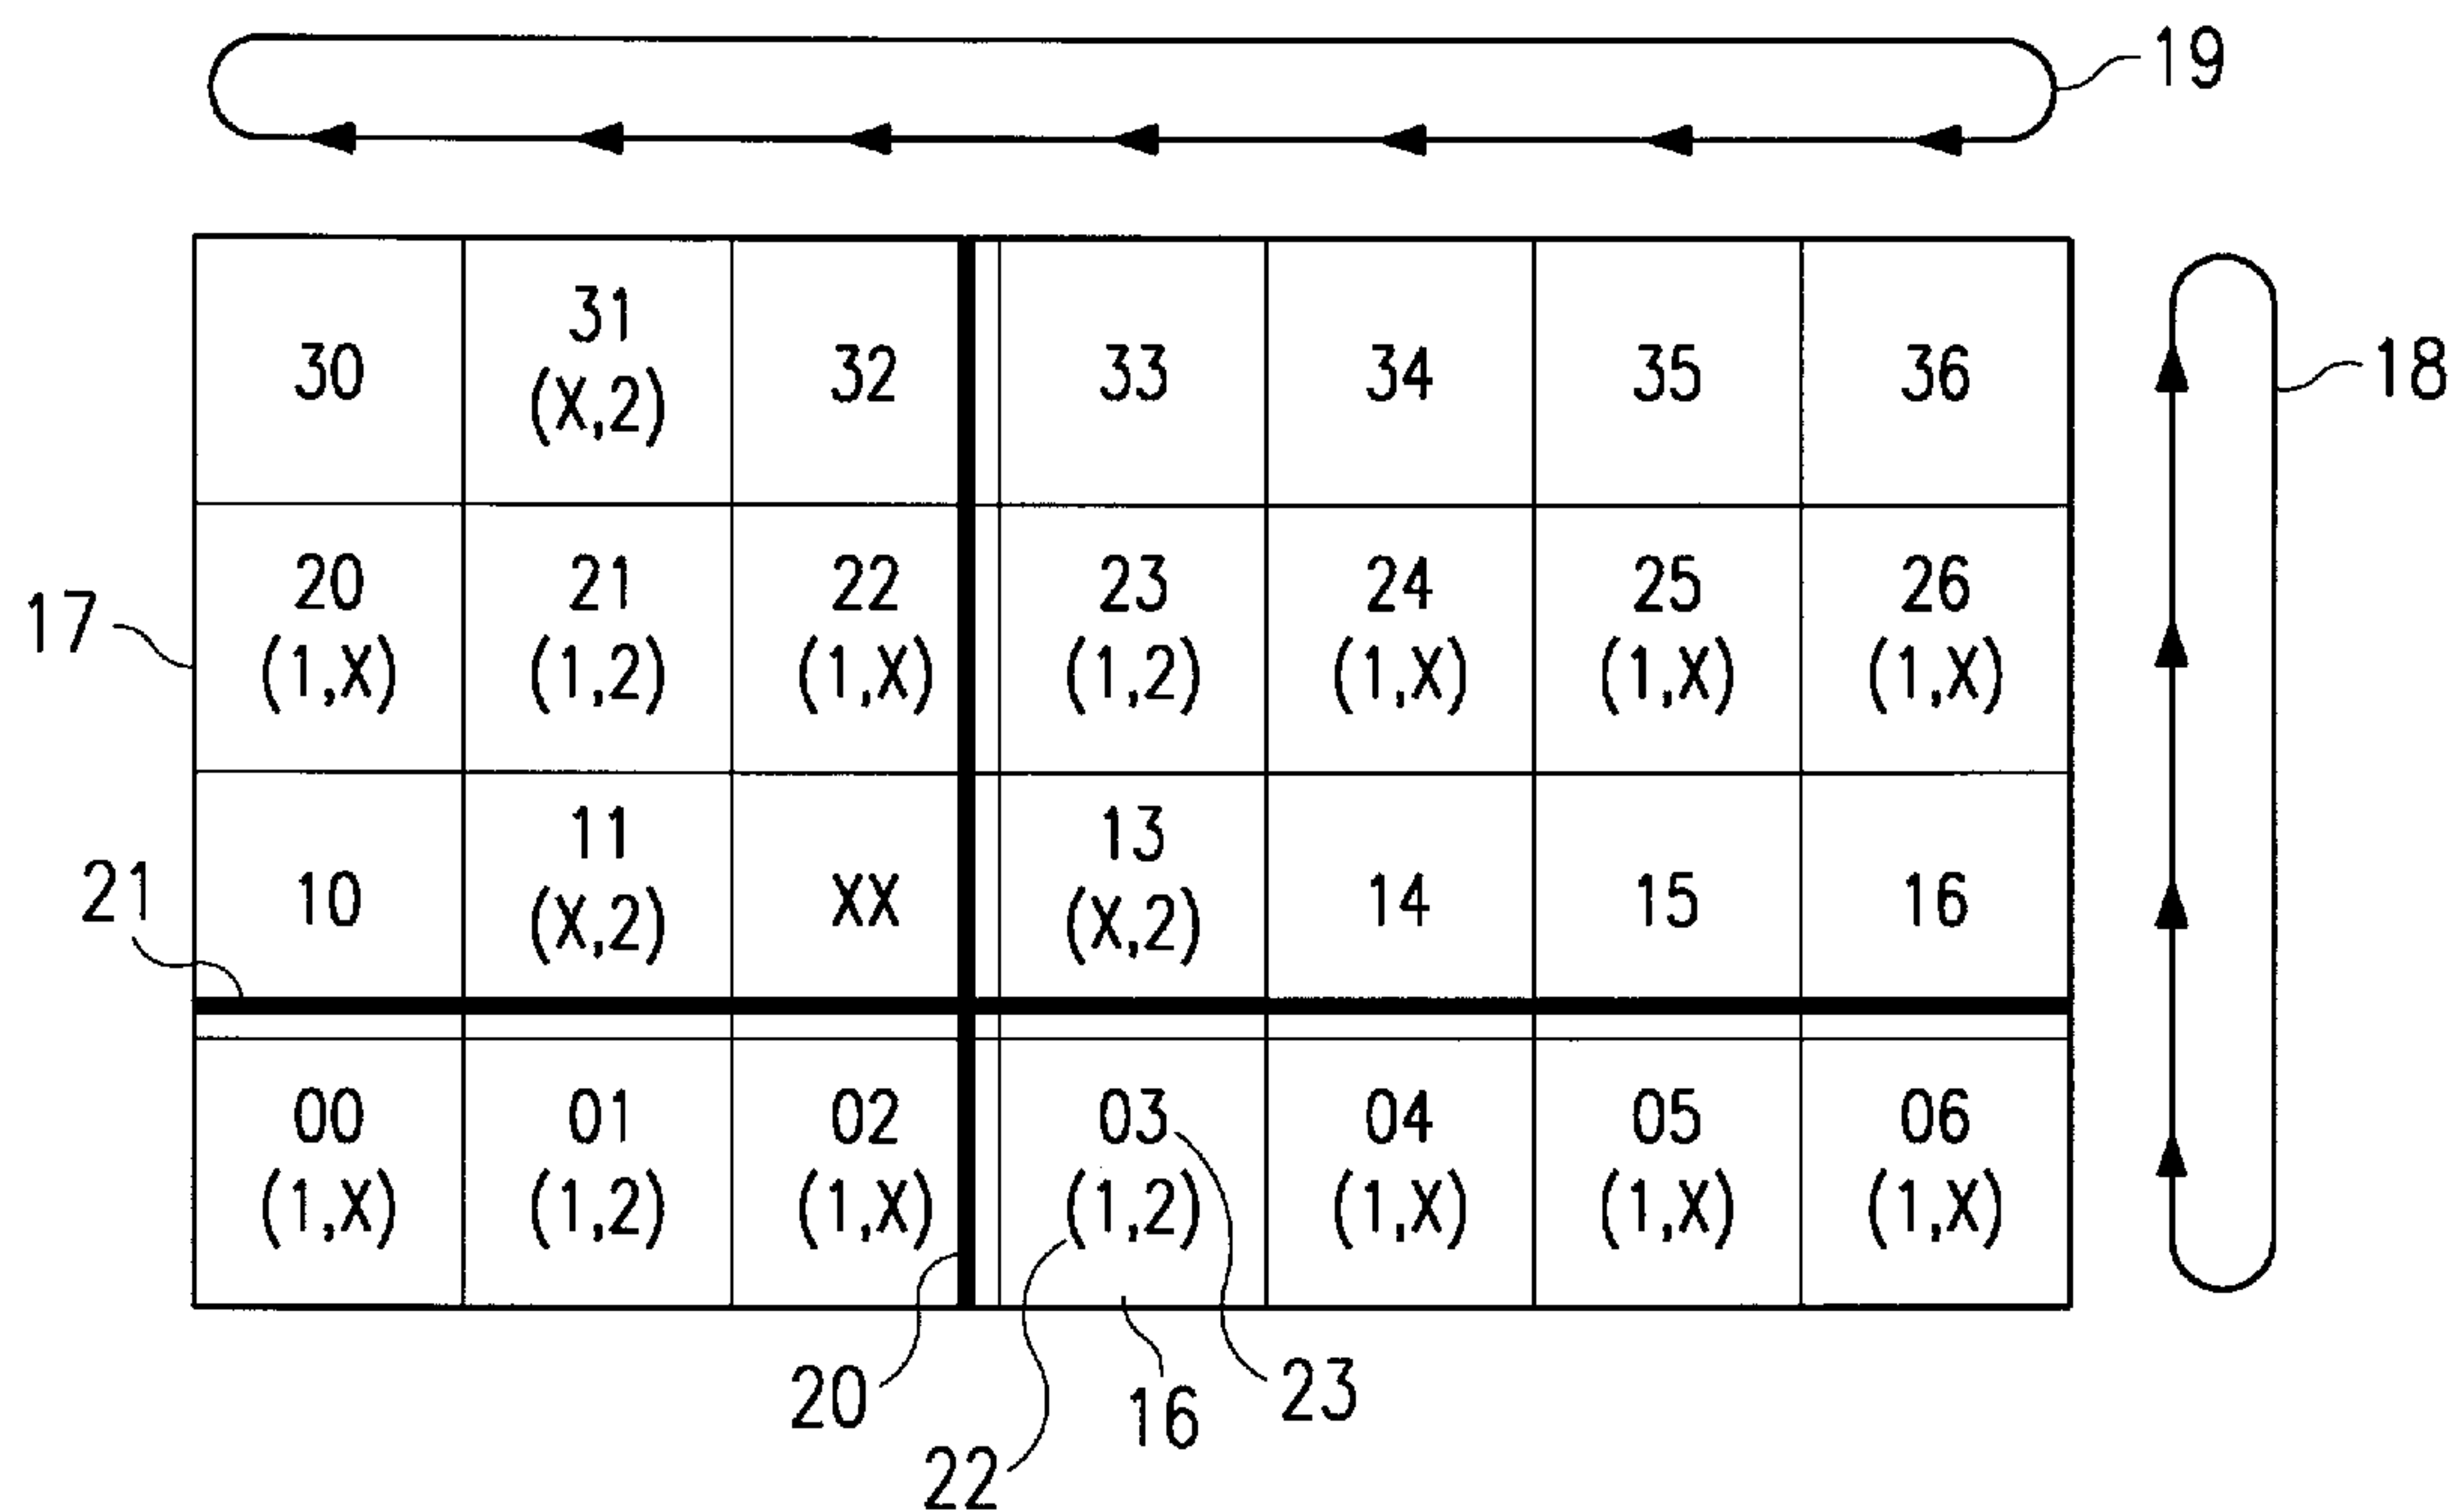 19
18
30 31 32 33 34 35 36
(X,2)
17
20 21 22 23 24 25 26
(1,X) (1,2) (1,X) (1,2) (1,X) (1,X) (1,X)
21
10 11 XX 13 14 15 16
(X,2) (X,2)
00 01 02 03 04 05 06
(1,X) (1,2) (1,X) (1,2) (1,X) (1,X) (1,X)
20 16 23
22